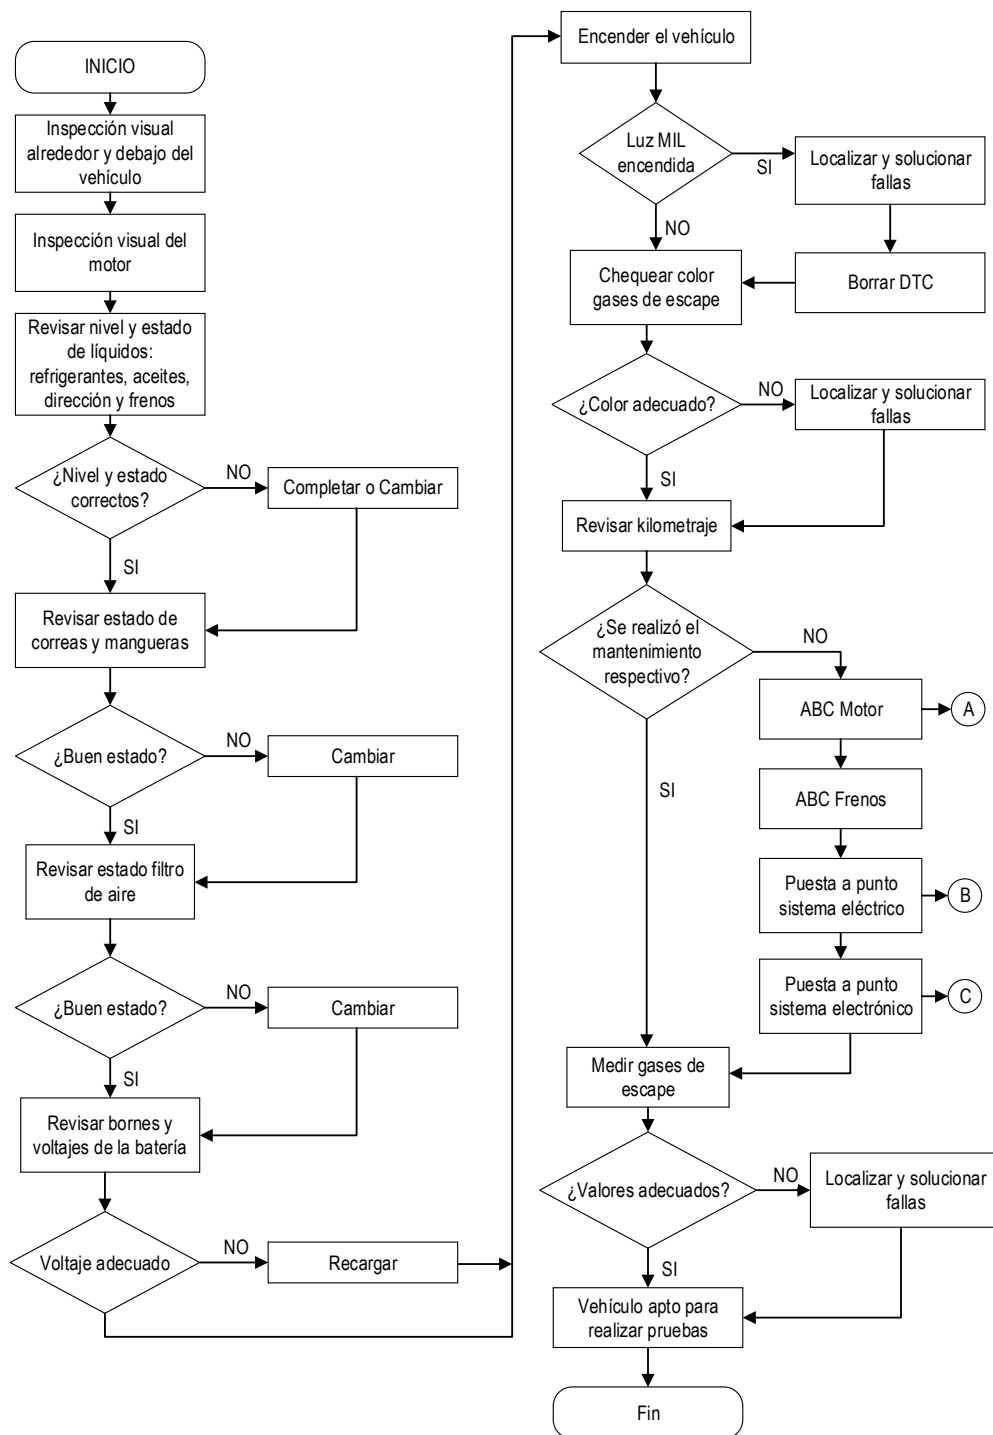 INICIO
Inspección visual
alrededor y debajo del
vehículo
Inspección visual del
motor
Revisar nivel y estado
de líquidos:
refrigerantes, aceites,
dirección y frenos
¿Nivel y estado
correctos?
NO
Completar o Cambiar
SI
Revisar estado de
correas y mangueras
¿Buen estado?
NO
Cambiar
SI
Revisar estado filtro
de aire
¿Buen estado?
NO
Cambiar
SI
Revisar bornes y
voltajes de la batería
Voltaje adecuado
NO
Recargar
Encender el vehículo
Luz MIL
encendida
SI
Localizar y solucionar
fallas
NO
Borrar DTC
Chequear color
gases de escape
¿Color adecuado?
NO
Localizar y solucionar
fallas
SI
Revisar kilometraje
¿Se realizó el
mantenimiento
respectivo?
NO
ABC Motor
A
ABC Frenos
SI
Puesta a punto
sistema eléctrico
B
Puesta a punto
sistema electrónico
C
Medir gases de
escape
¿Valores adecuados?
NO
Localizar y solucionar
fallas
SI
Vehículo apto para
realizar pruebas
Fin